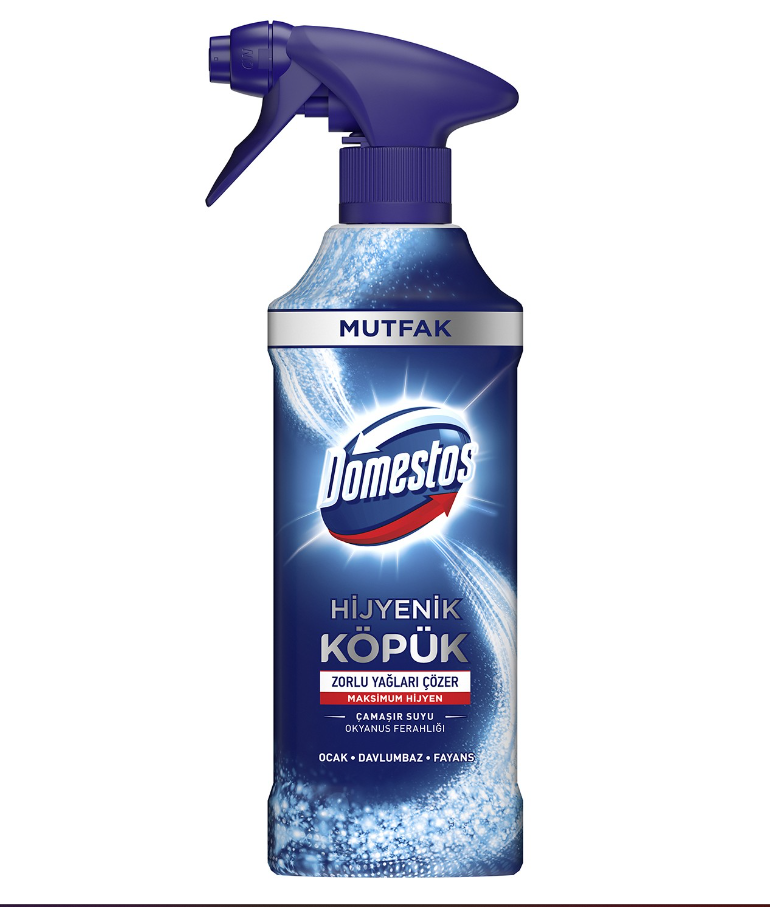 MUTFAK
Domestos
HİJYENİK
KÖPÜK
ZORLU YAĞLARI ÇÖZER
MAKSİMUM HİJYEN
ÇAMAŞIR SUYU
OKYANUS FERAHLIĞI
OCAK • DAVLUMBAZ • FAYANS